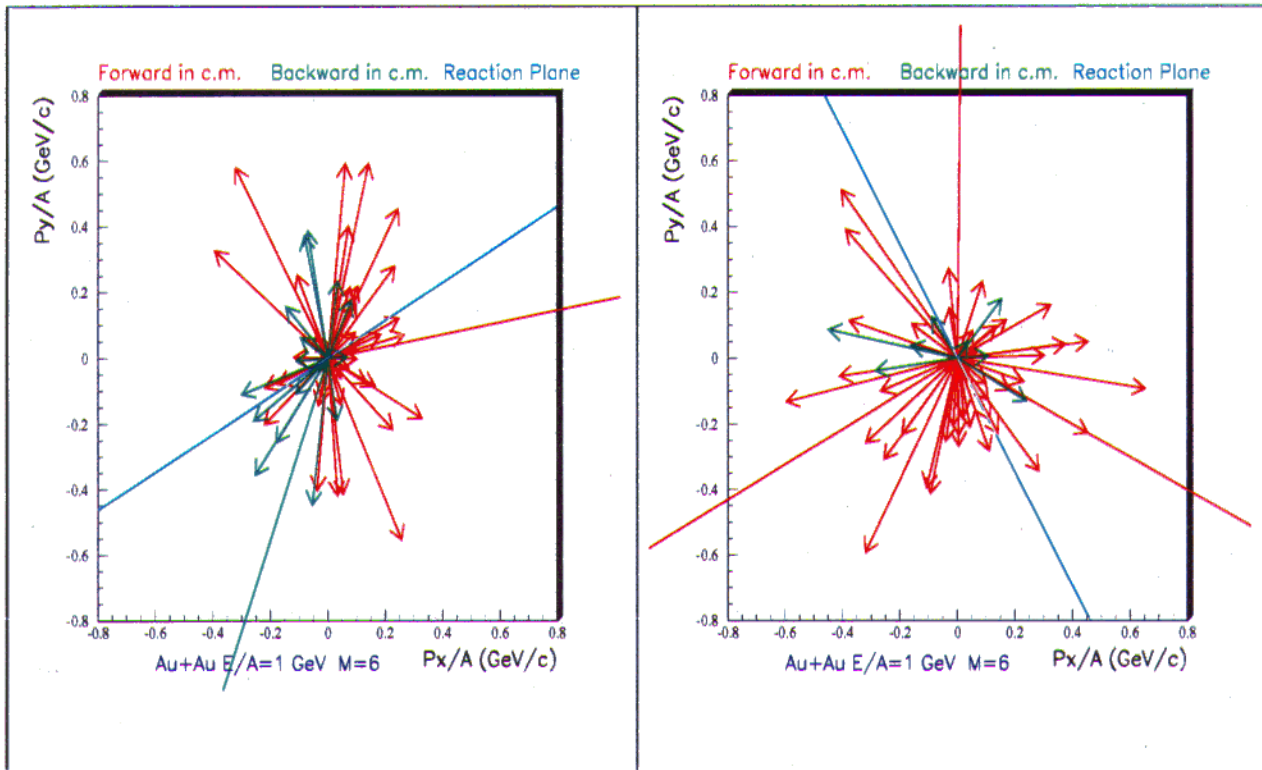 Forward in c.m. Backward in c.m. Reaction Plane
Py/A (GeV/c)
0.8
0.6
0.4
0.2
0
-0.2
-0.4
-0.6
-0.8
-0.8 -0.6 -0.4 -0.2 0 0.2 0.4 0.6 0.8
Au+Au E/A=1 GeV M=6 Px/A (GeV/c)
Forward in c.m. Backward in c.m. Reaction Plane
Py/A (GeV/c)
0.8
0.6
0.4
0.2
0
-0.2
-0.4
-0.6
-0.8
-0.8 -0.6 -0.4 -0.2 0 0.2 0.4 0.6 0.8
Au+Au E/A=1 GeV M=6 Px/A (GeV/c)